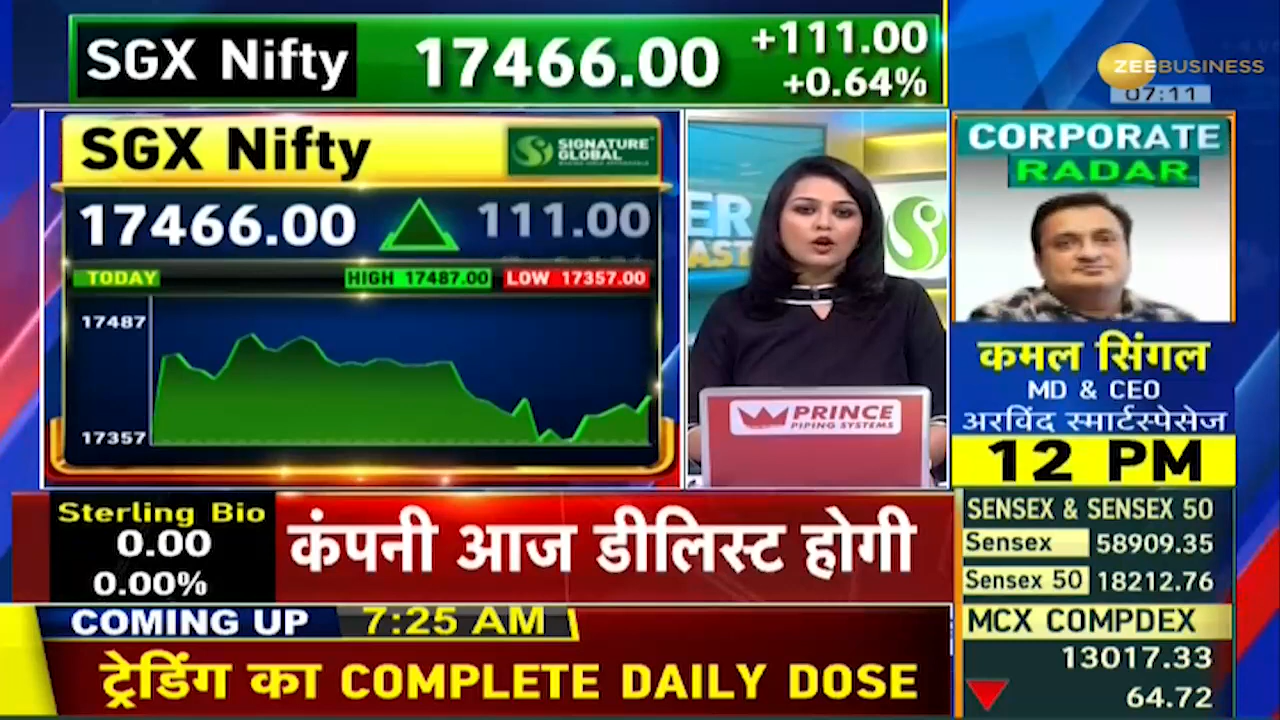 SGX Nifty
17466.00
+111.00
+0.64%
ZEEBUSINESS
07:11
SGX Nifty
SIGNATURE
GLOBAL
17466.00
111.00
TODAY
HIGH 17487.00
LOW 17357.00
17487
17357
PRINCE
PIPING SYSTEMS
CORPORATE
RADAR
कमल सिंगल
MD & CEO
अरविंद स्मार्टस्पेसेज
12 PM
Sterling Bio
0.00
0.00%
कंपनी आज डीलिस्ट होगी
SENSEX & SENSEX 50
Sensex 58909.35
Sensex 50 18212.76
MCX COMPDEX
13017.33
64.72
COMING UP 7:25 AM
ट्रेडिंग का COMPLETE DAILY DOSE